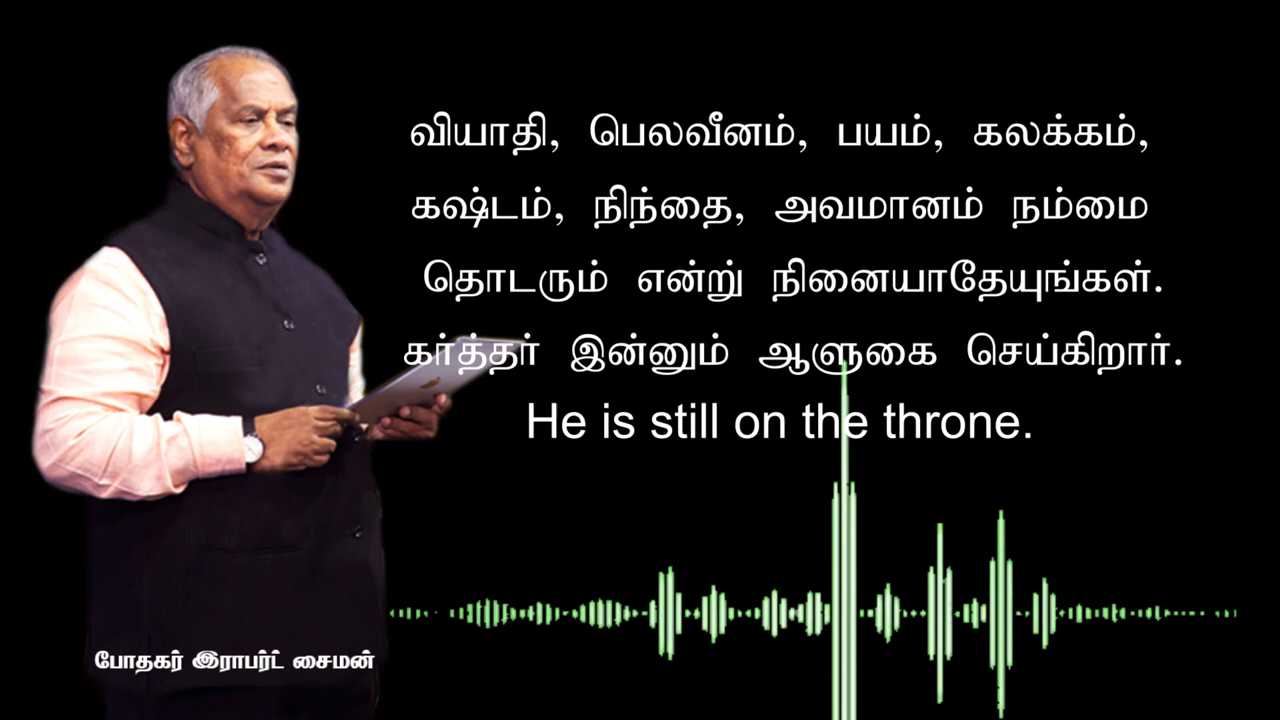 வியாதி, பெலவீனம், பயம், கலக்கம்,
கஷ்டம், நிந்தை, அவமானம் நம்மை
தொடரும் என்று நினையாதேயுங்கள்.
கர்த்தர் இன்னும் ஆளுகை செய்கிறார்.
He is still on the throne.
போதகர் இராபர்ட் சைமன்